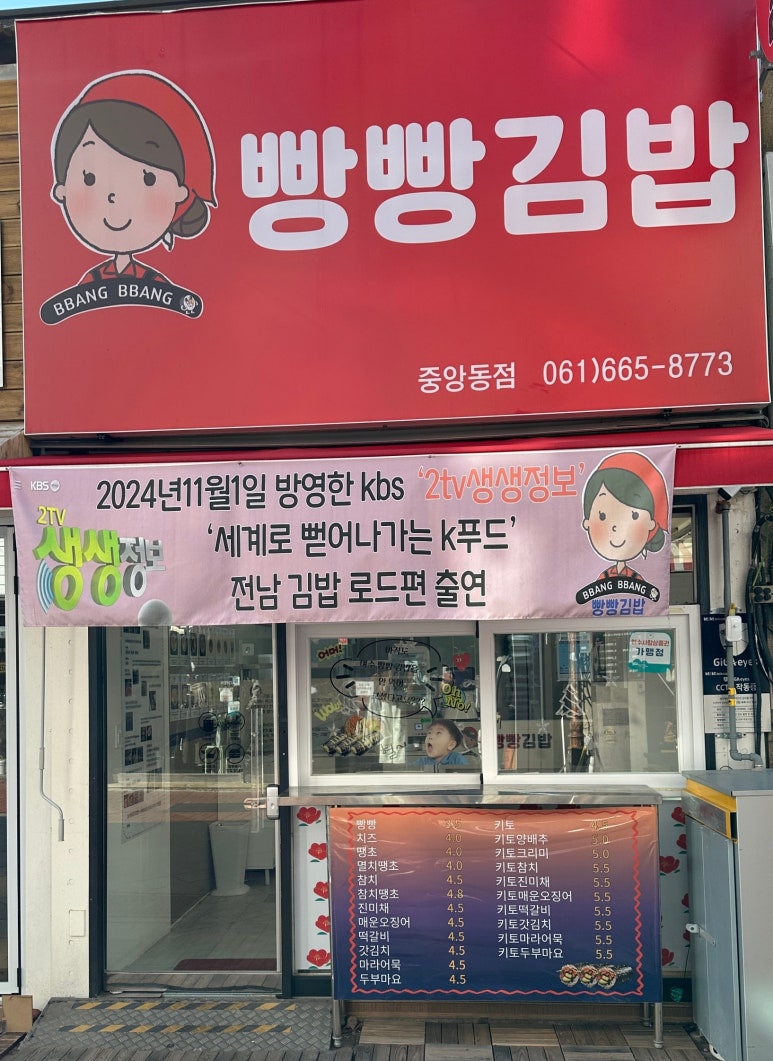 빵빵김밥
BBANG BBANG
중앙동점 061)665-8773
KBS
2024년11월1일 방영한 kbs '2tv생생정보'
'세계로 뻗어나가는 k푸드'
전남 김밥 로드편 출연
2TV
생생정보
BBANG BBANG
빵빵김밥
어머!
Oh
No!
가맹점
빵빵김밥
GiGAeyes
빵빵
치즈 4.0
땡초 4.0
멸치땡초 4.0
참치 4.5
참치땡초 4.8
진미채 4.5
매운오징어 4.5
떡갈비 4.5
갓김치 4.5
마라어묵 4.5
두부마요 4.5
키토 4.5
키토양배추 5.0
키토크리미 5.0
키토참치 5.5
키토진미채 5.5
키토매운오징어 5.5
키토떡갈비 5.5
키토갓김치 5.5
키토마라어묵 5.5
키토두부마요 5.5